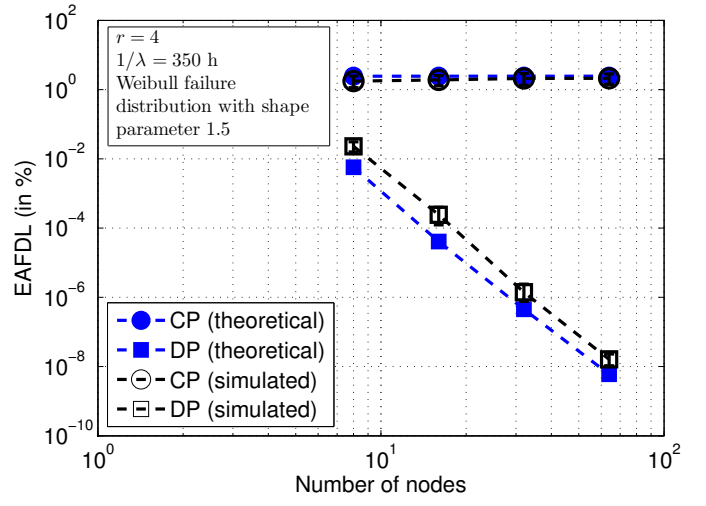 10^2
r = 4
1/λ = 350 h
Weibull failure
distribution with shape
parameter 1.5
10^0
10^−2
10^−4
10^−6
10^−8
10^−10
EAFDL (in %)
CP (theoretical)
DP (theoretical)
CP (simulated)
DP (simulated)
10^0 10^1 10^2
Number of nodes